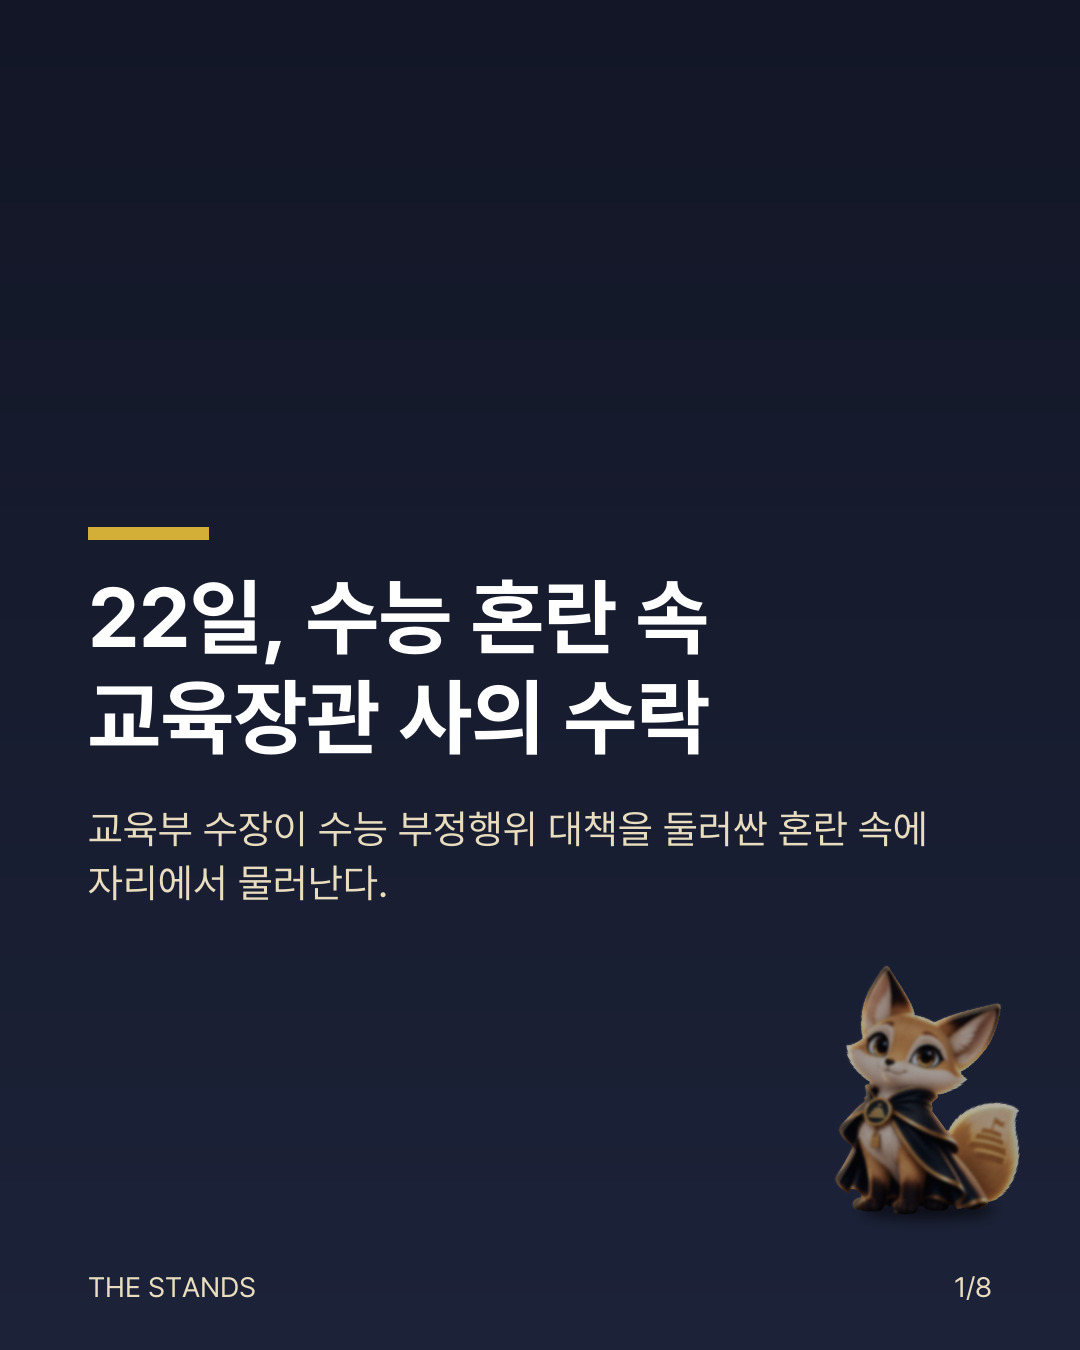 22일, 수능 혼란 속
교육장관 사의 수락
교육부 수장이 수능 부정행위 대책을 둘러싼 혼란 속에
자리에서 물러난다.
THE STANDS
1/8